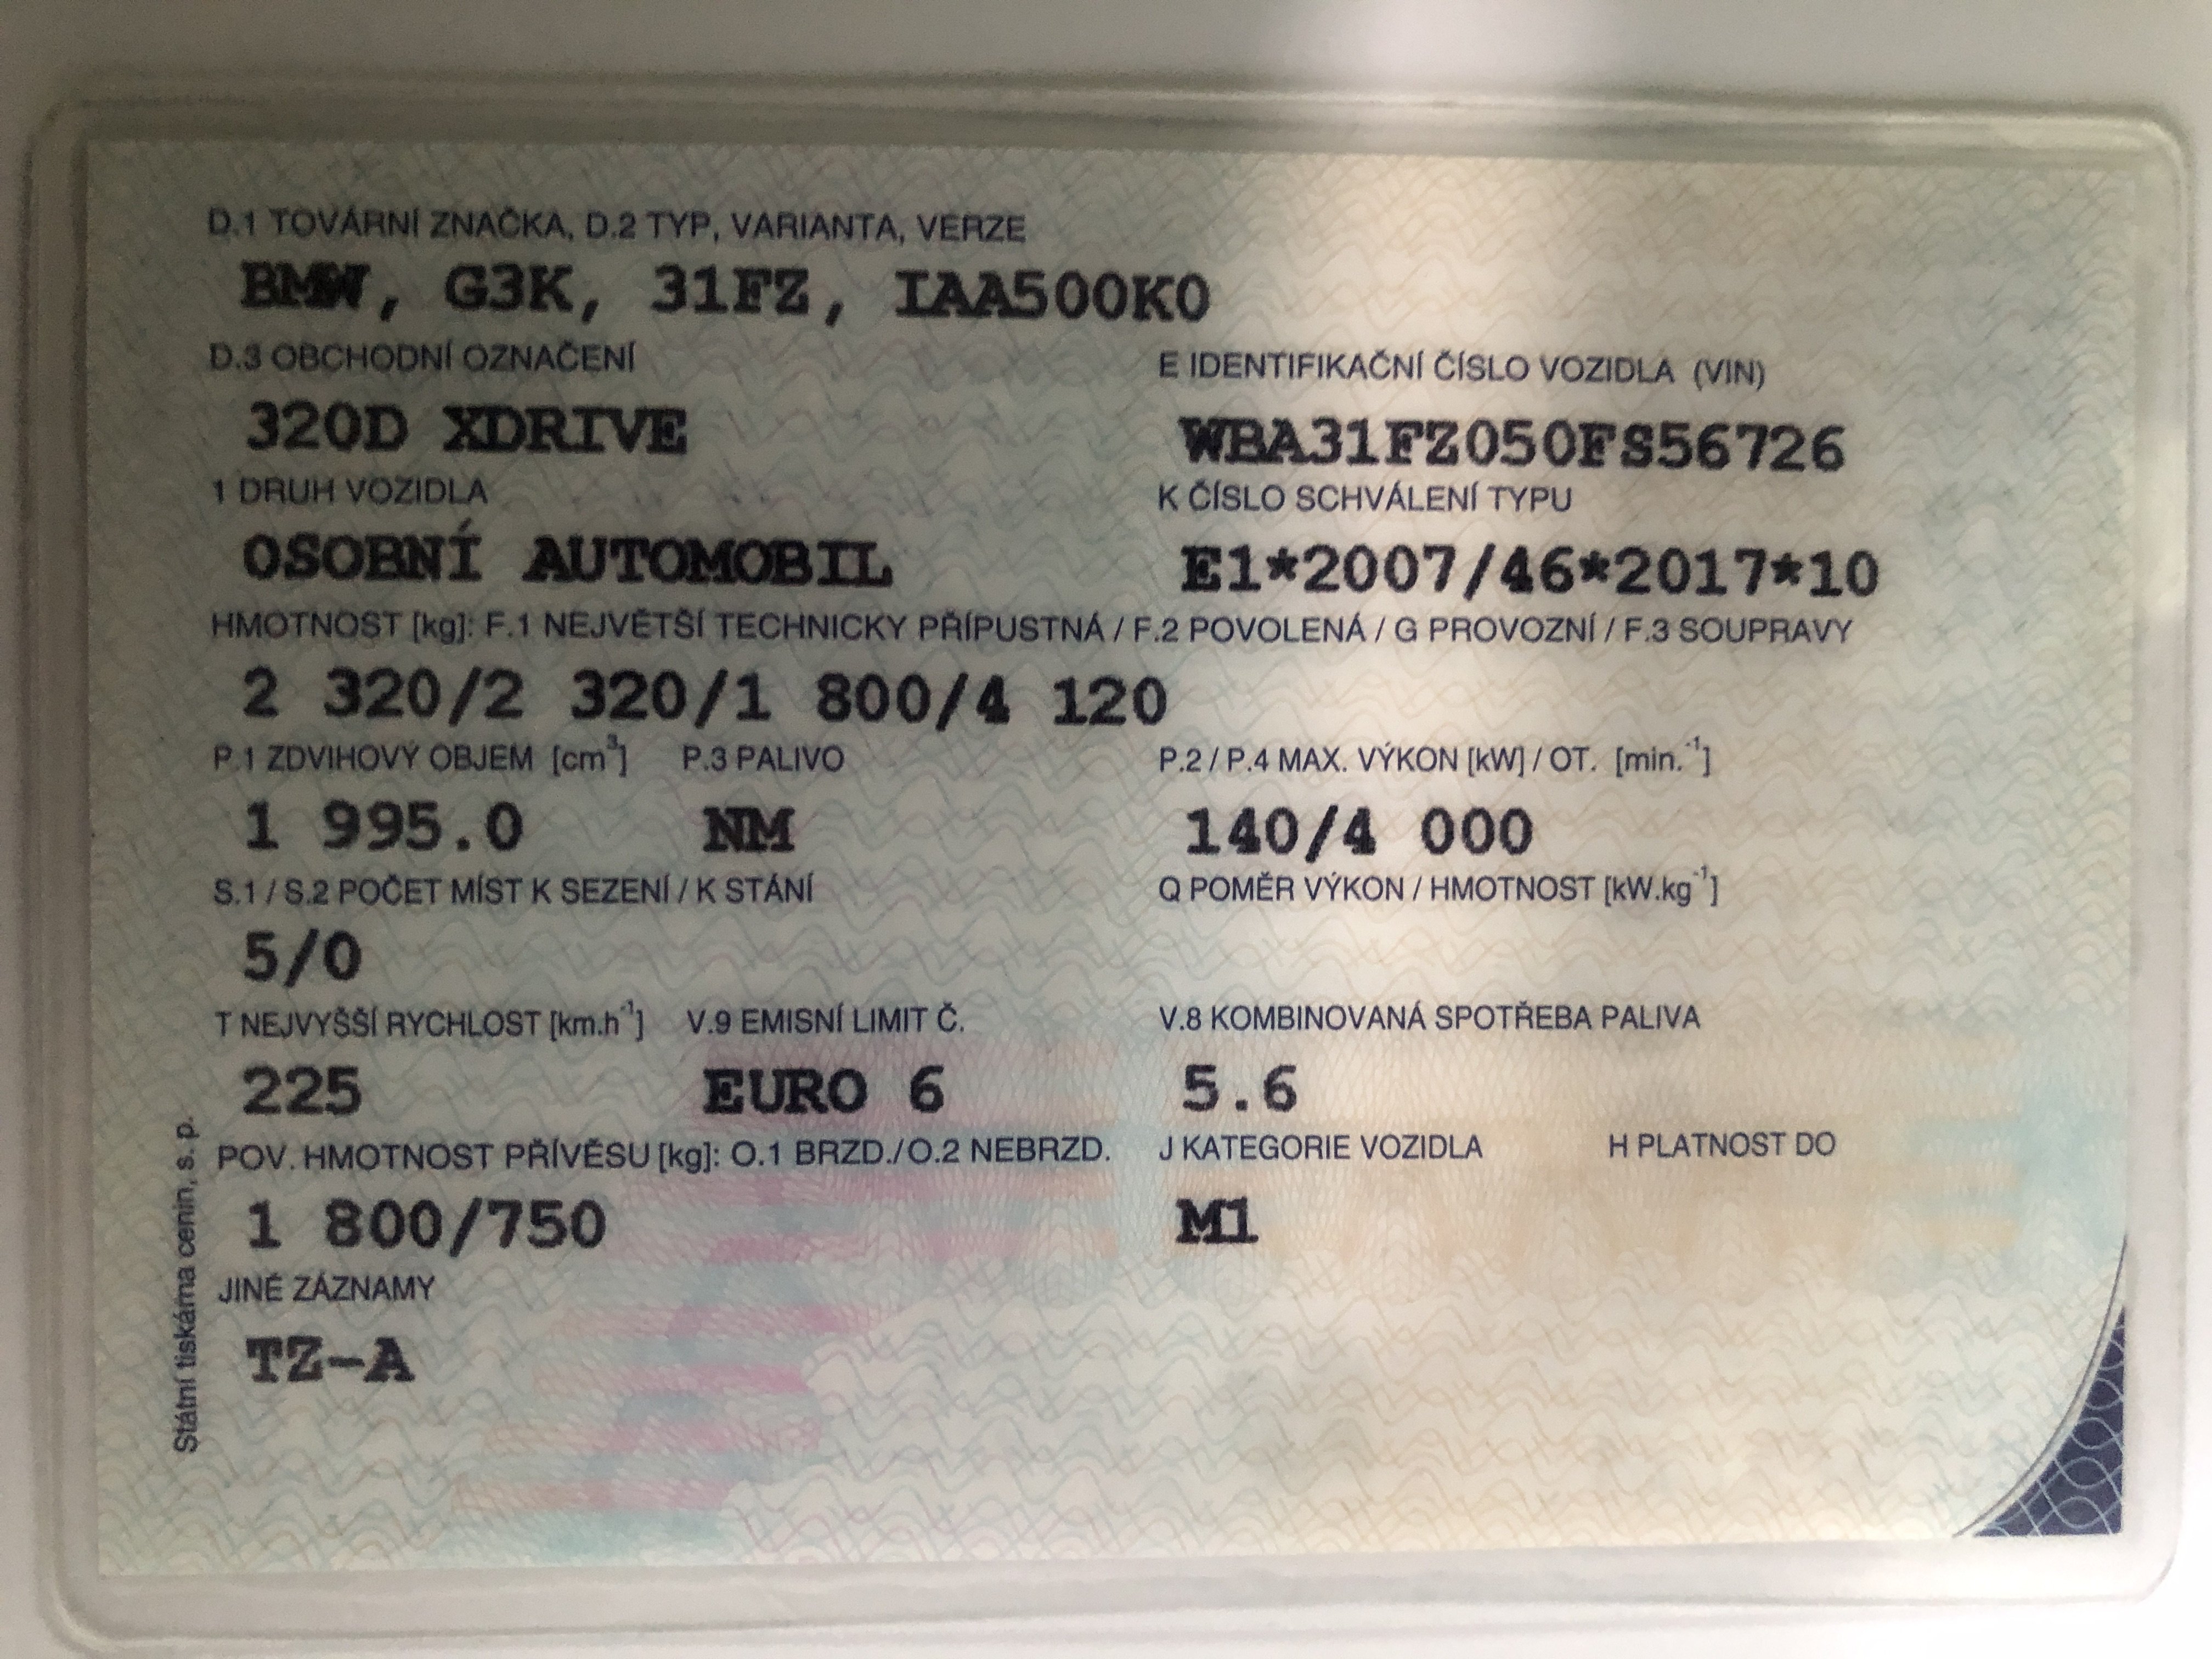 D.1 TOVÁRNÍ ZNAČKA, D.2 TYP, VARIANTA, VERZE
BMW, G3K, 31FZ, IAA500K0
D.3 OBCHODNÍ OZNAČENÍ E IDENTIFIKAČNÍ ČÍSLO VOZIDLA (VIN)
320D XDRIVE WBA31FZ050FS56726
1 DRUH VOZIDLA K ČÍSLO SCHVÁLENÍ TYPU
OSOBNÍ AUTOMOBIL E1*2007/46*2017*10
HMOTNOST [kg]: F.1 NEJVĚTŠÍ TECHNICKY PŘÍPUSTNÁ / F.2 POVOLENÁ / G PROVOZNÍ / F.3 SOUPRAVY
2 320/2 320/1 800/4 120
P.1 ZDVIHOVÝ OBJEM [cm³] P.3 PALIVO P.2 / P.4 MAX. VÝKON [kW] / OT. [min.⁻¹]
1 995.0 NM 140/4 000
S.1 / S.2 POČET MÍST K SEZENÍ / K STÁNÍ Q POMĚR VÝKON / HMOTNOST [kW.kg⁻¹]
5/0
T NEJVYŠŠÍ RYCHLOST [km.h⁻¹] V.9 EMISNÍ LIMIT Č. V.8 KOMBINOVANÁ SPOTŘEBA PALIVA
225 EURO 6 5.6
POV. HMOTNOST PŘÍVĚSU [kg]: O.1 BRZD./O.2 NEBRZD. J KATEGORIE VOZIDLA H PLATNOST DO
1 800/750 M1
JINÉ ZÁZNAMY
TZ-A
Státní tiskárna cenin, s. p.